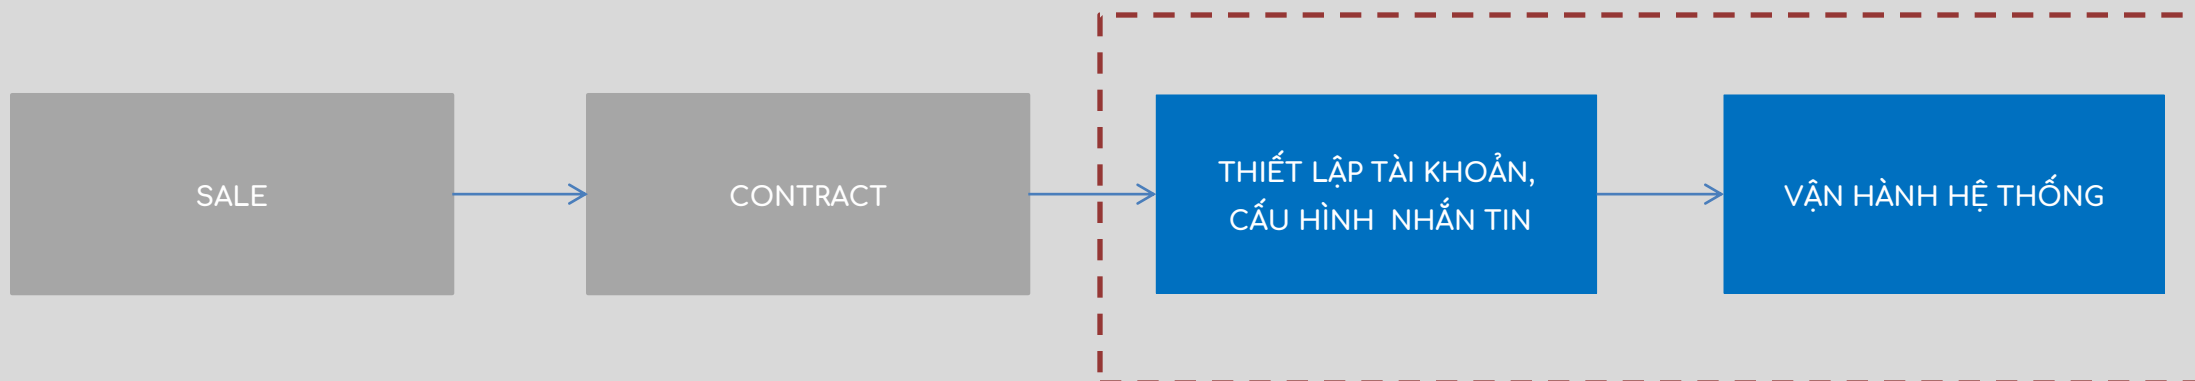 SALE
CONTRACT
THIẾT LẬP TÀI KHOẢN,
CẤU HÌNH  NHẮN TIN
VẬN HÀNH HỆ THỐNG